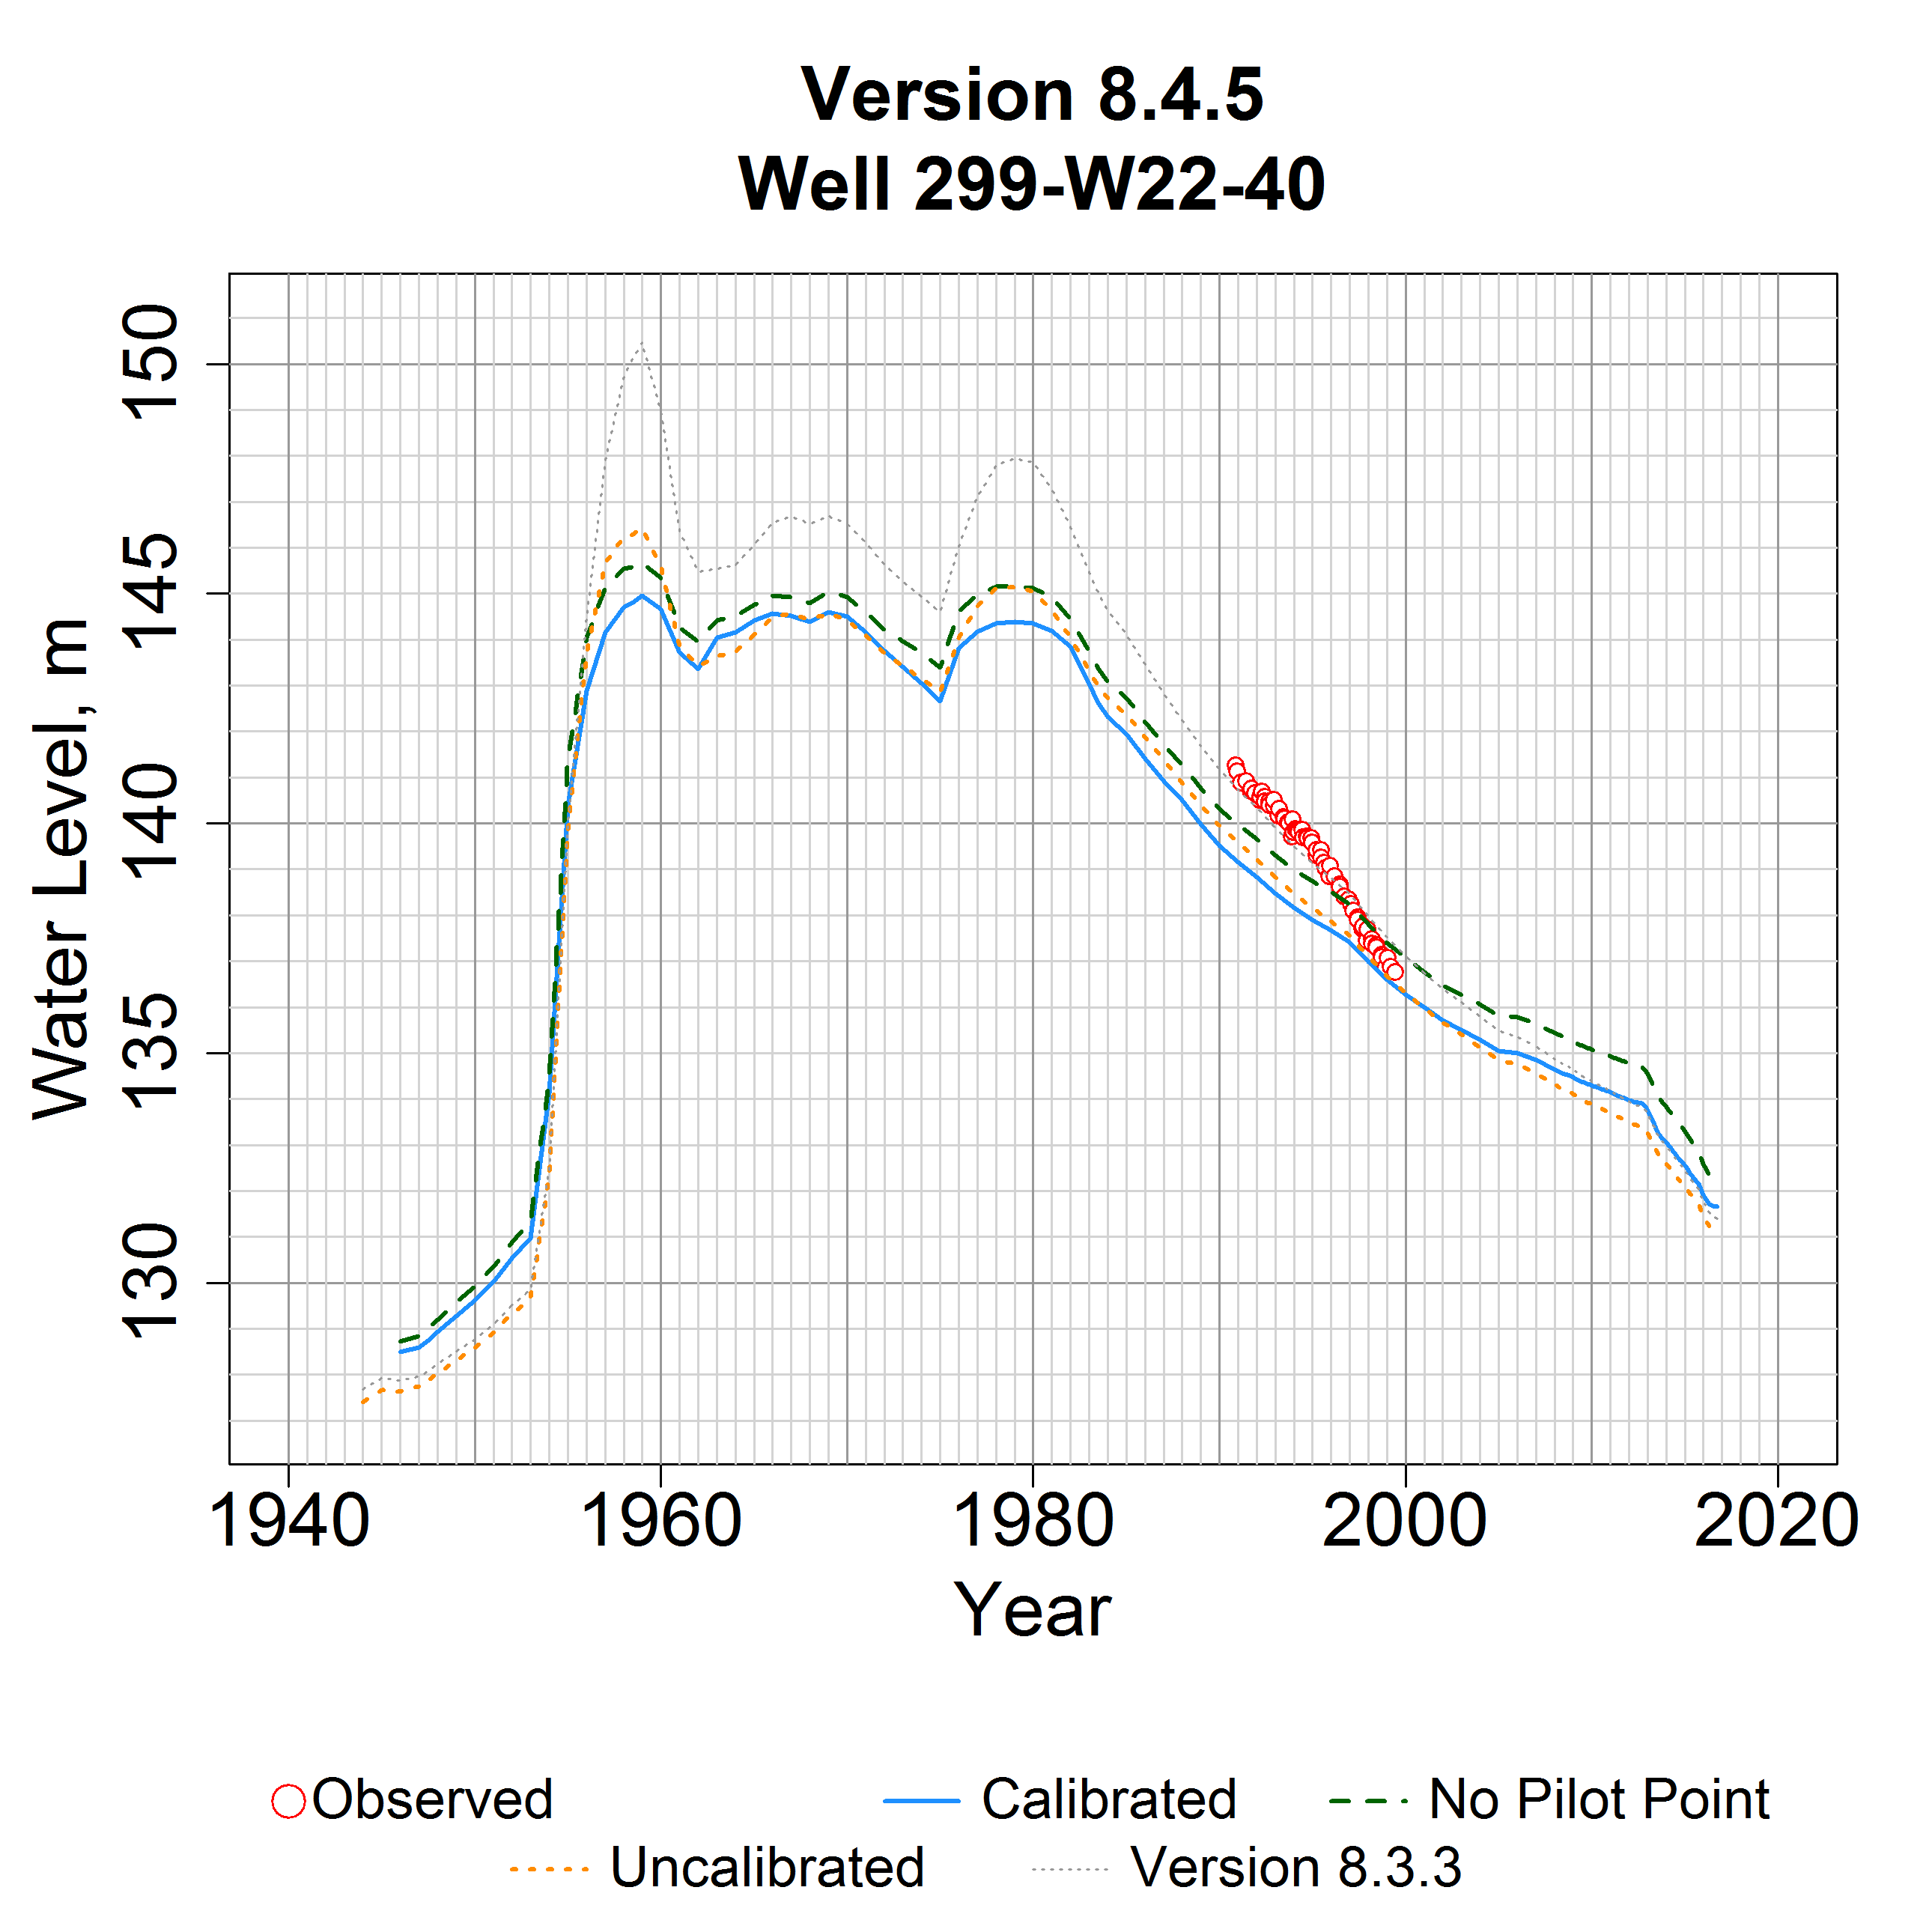 Version 8.4.5
Well 299-W22-40
Water Level, m
150
145
140
135
130
1940 1960 1980 2000 2020
Year
Observed Calibrated No Pilot Point
Uncalibrated Version 8.3.3